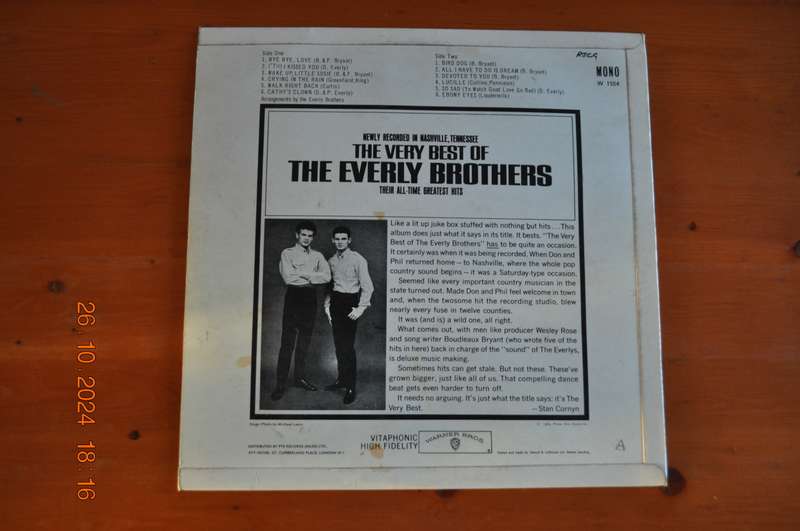 Side One
1. BYE BYE, LOVE (B. & F. Bryant)
2. ('TIL) I KISSED YOU (D. Everly)
3. WAKE UP, LITTLE SUSIE (B. & F. Bryant)
4. CRYING IN THE RAIN (Greenfield, King)
5. WALK RIGHT BACK (Curtis)
6. CATHY'S CLOWN (D. & P. Everly)
Arrangements by the Everly Brothers
Side Two
1. BIRD DOG (B. Bryant)
2. ALL I HAVE TO DO IS DREAM (B. Bryant)
3. DEVOTED TO YOU (B. Bryant)
4. LUCILLE (Collins, Penniman)
5. SO SAD (To Watch Good Love Go Bad) (D. Everly)
6. EBONY EYES (Loudermilk)
MONO
W 1554
NEWLY RECORDED IN NASHVILLE, TENNESSEE
THE VERY BEST OF
THE EVERLY BROTHERS
THEIR ALL-TIME GREATEST HITS
Like a lit up juke box stuffed with nothing but hits... This
album does just what it says in its title. It bests. "The Very
Best of The Everly Brothers" has to be quite an occasion.
It certainly was when it was being recorded. When Don and
Phil returned home — to Nashville, where the whole pop
country sound begins — it was a Saturday-type occasion.
Seemed like every important country musician in the
state turned out. Made Don and Phil feel welcome in town
and, when the twosome hit the recording studio, blew
nearly every fuse in twelve counties.
It was (and is) a wild one, all right.
What comes out, with men like producer Wesley Rose
and song writer Boudleaux Bryant (who wrote five of the
hits in here) back in charge of the "sound" of The Everlys,
is deluxe music making.
Sometimes hits can get stale. But not these. These've
grown bigger, just like all of us. That compelling dance
beat gets even harder to turn off.
It needs no arguing. It's just what the title says: it's The
Very Best. —Stan Cornyn
VITAPHONIC
HIGH FIDELITY
WARNER BROS.
DISTRIBUTED BY PYE RECORDS (SALES) LTD.
CUMBERLAND PLACE, LONDON W.1
A
26.10.2024 18:16